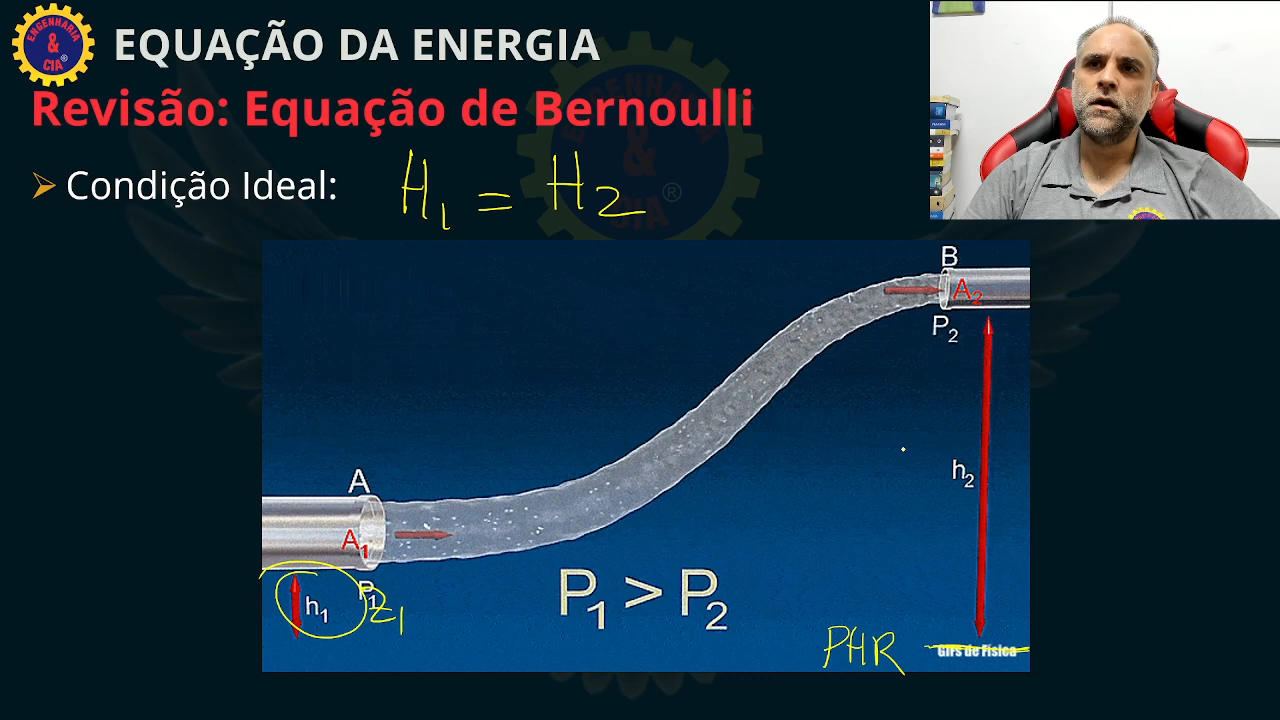 ENGENHARIA & CIA®
EQUAÇÃO DA ENERGIA
Revisão: Equação de Bernoulli
Condição Ideal: H1 = H2
B
A2
P2
A
A1
h2
P1 > P2
h1
P1
Z1
PHR
Gifs de Física